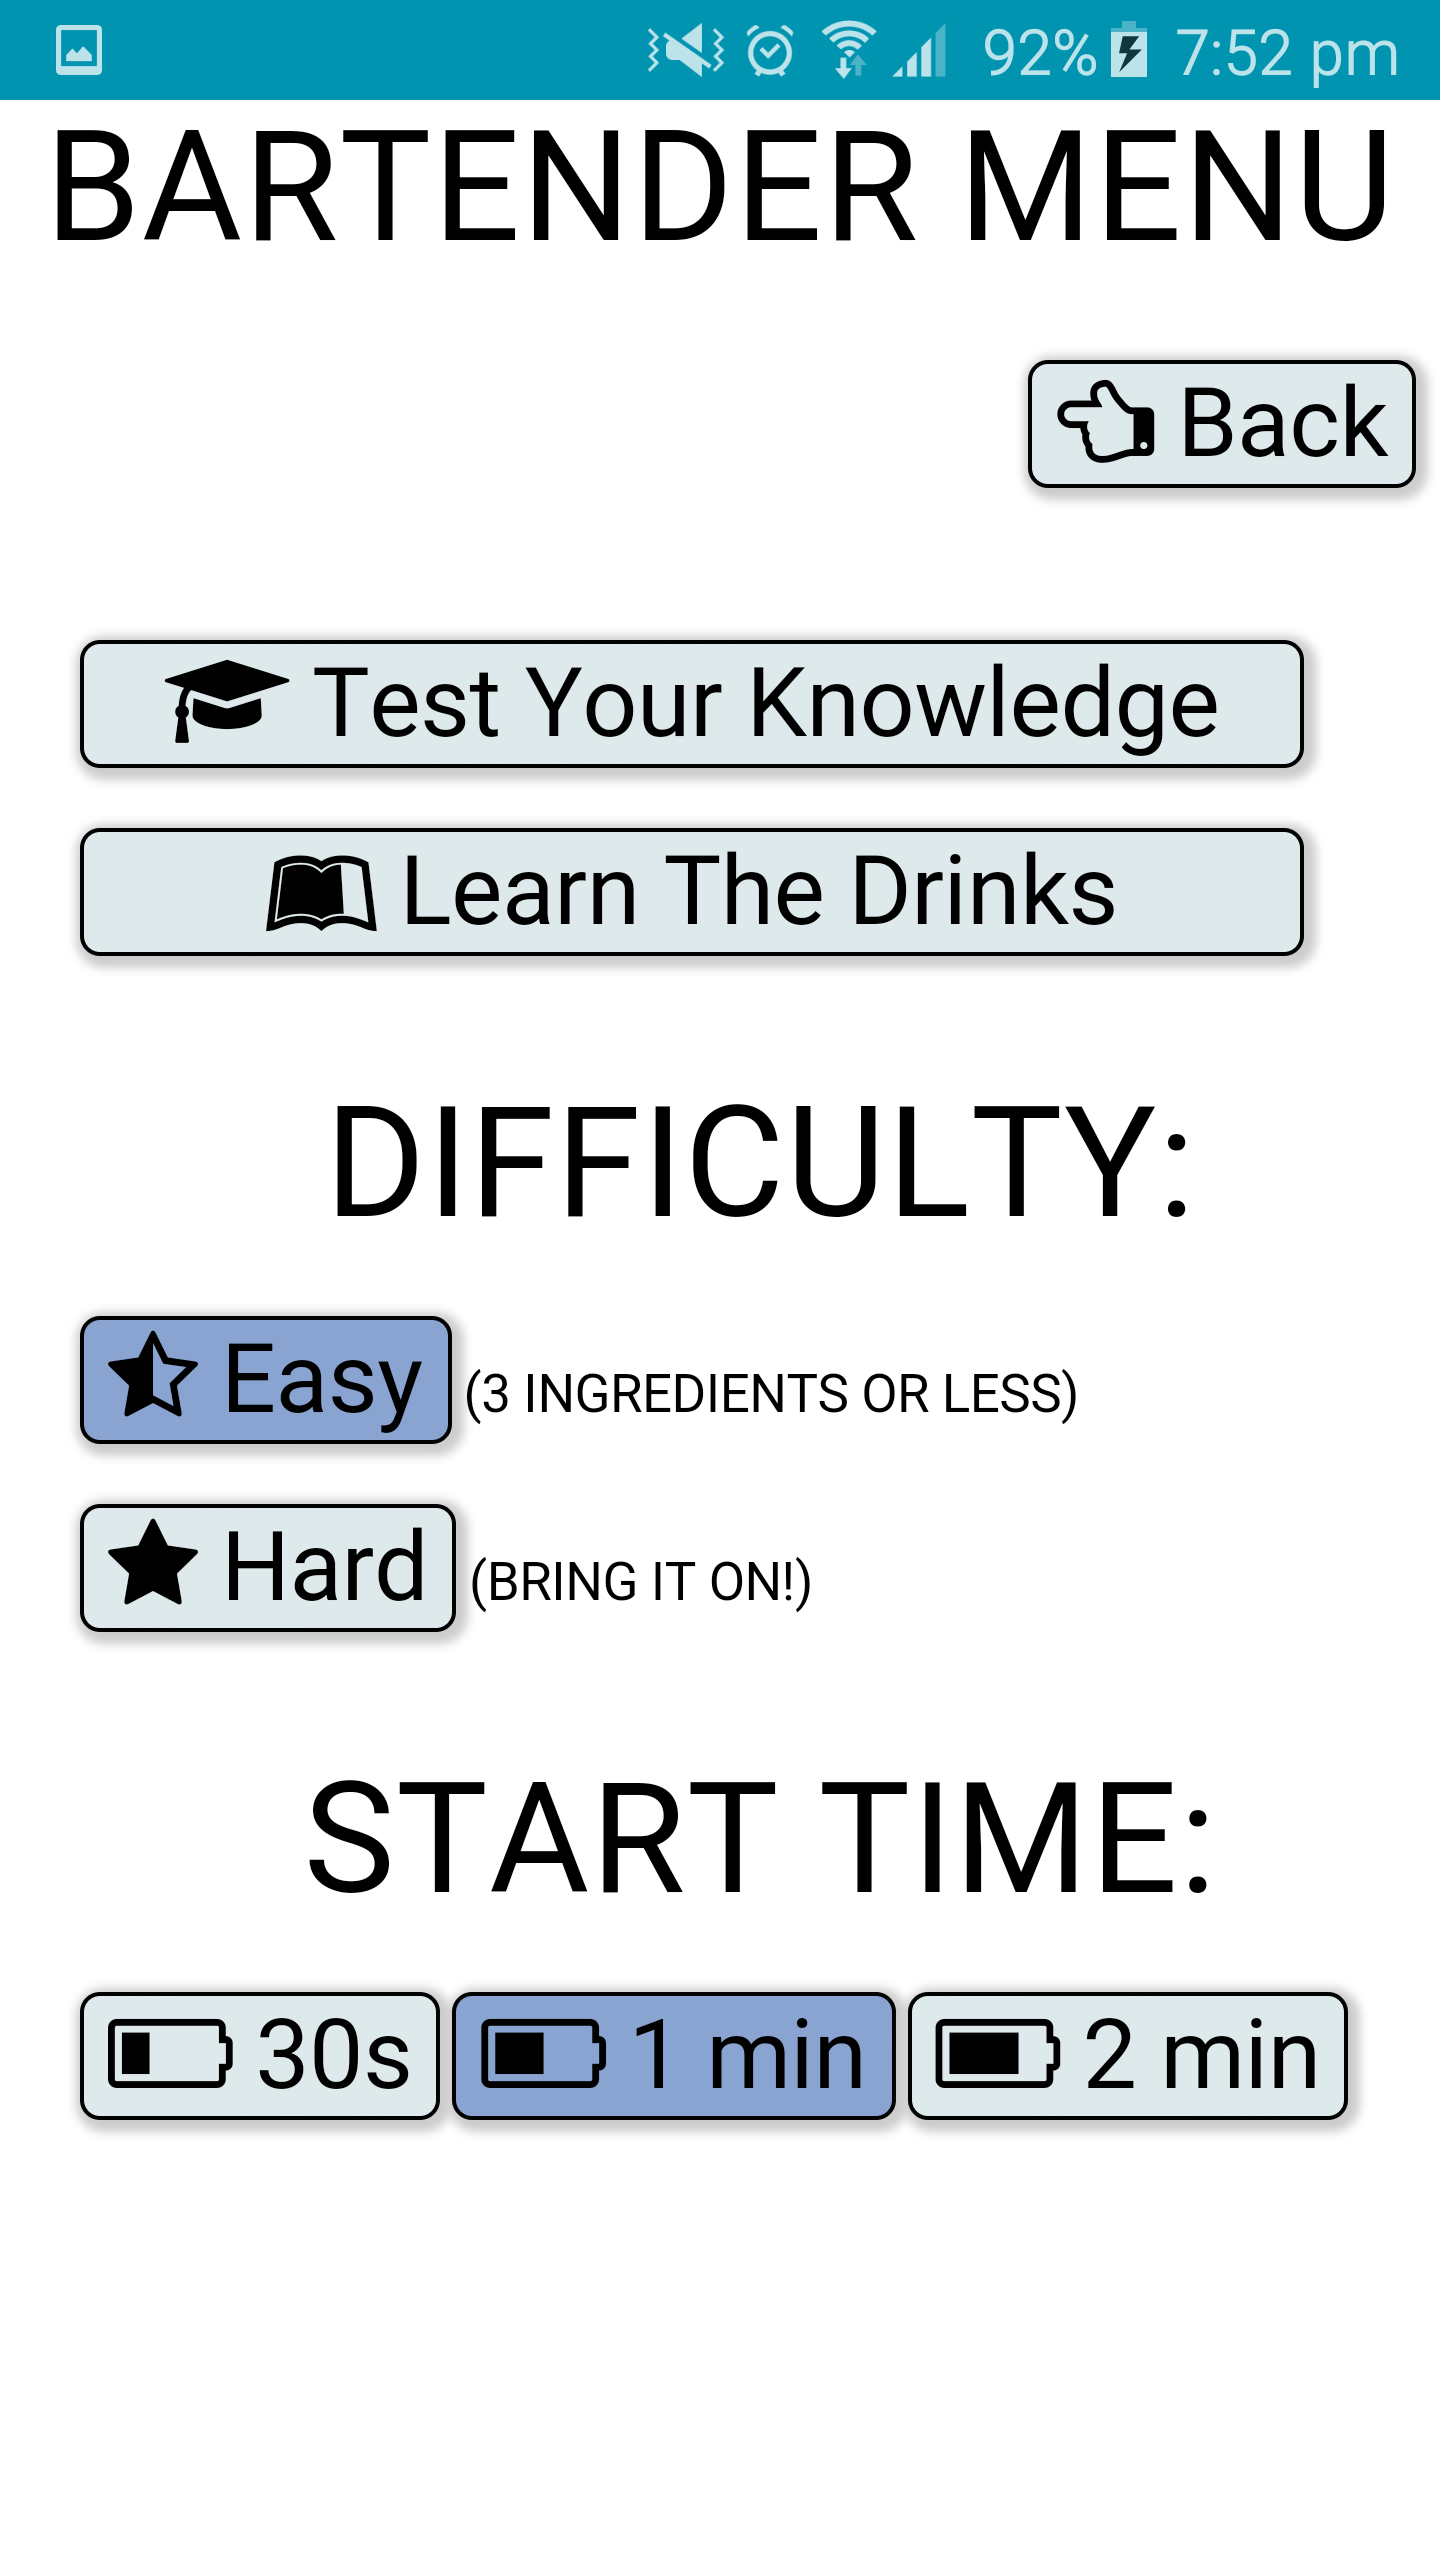 92% 7:52 pm
BARTENDER MENU
Back
Test Your Knowledge
Learn The Drinks
DIFFICULTY:
Easy (3 INGREDIENTS OR LESS)
Hard (BRING IT ON!)
START TIME:
30s 1 min 2 min